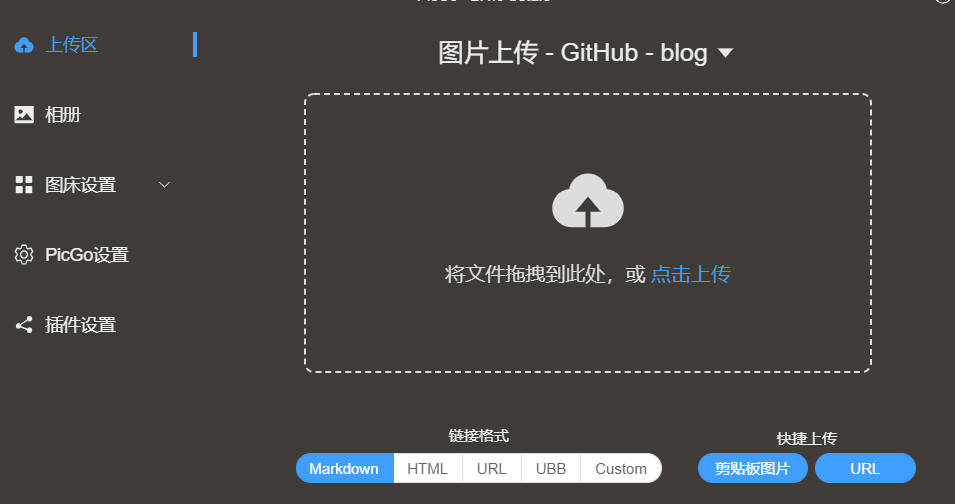 上传区
相册
图床设置
PicGo设置
插件设置
图片上传 - GitHub - blog
将文件拖拽到此处，或 点击上传
链接格式
Markdown HTML URL UBB Custom
快捷上传
剪贴板图片 URL